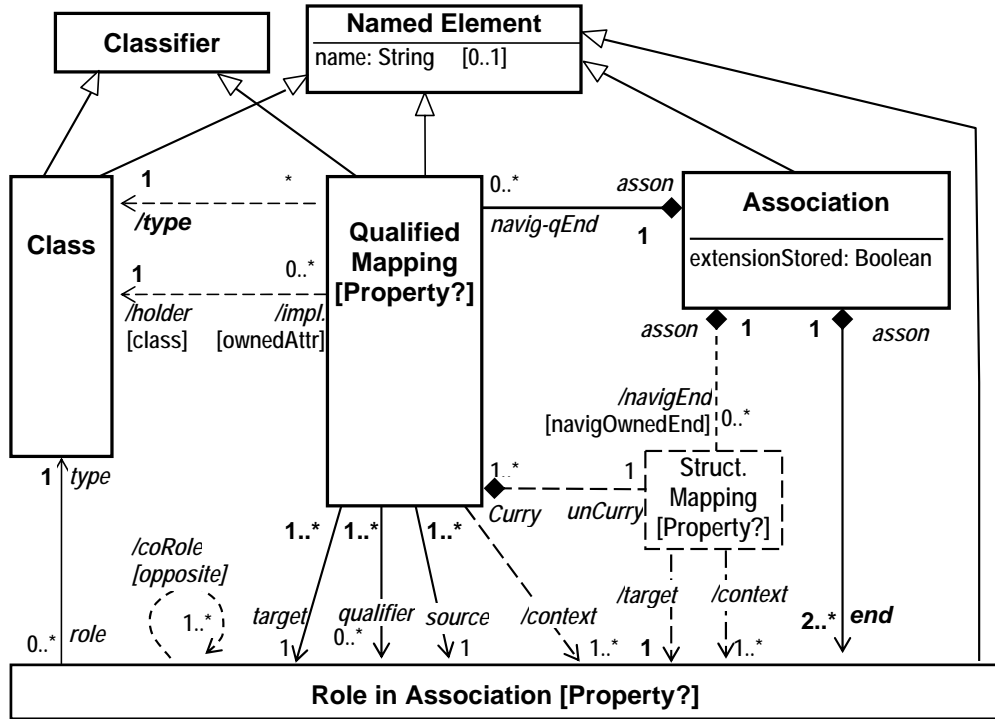 Classifier
Named Element
name: String [0..1]
1 *
/type
0..* asson
navig-qEnd 1
Association
extensionStored: Boolean
Class
Qualified
Mapping
[Property?]
1 0..*
/holder /impl.
[class] [ownedAttr]
asson 1 1 asson
/navigEnd
[navigOwnedEnd] 0..*
1 type
1..* 1
Curry unCurry
Struct.
Mapping
[Property?]
1..* 1..* 1..*
/coRole
[opposite]
1..*
target qualifier source /context /target /context
0..* role
1 0..* 1 1..* 1 1..* 2..* end
Role in Association [Property?]